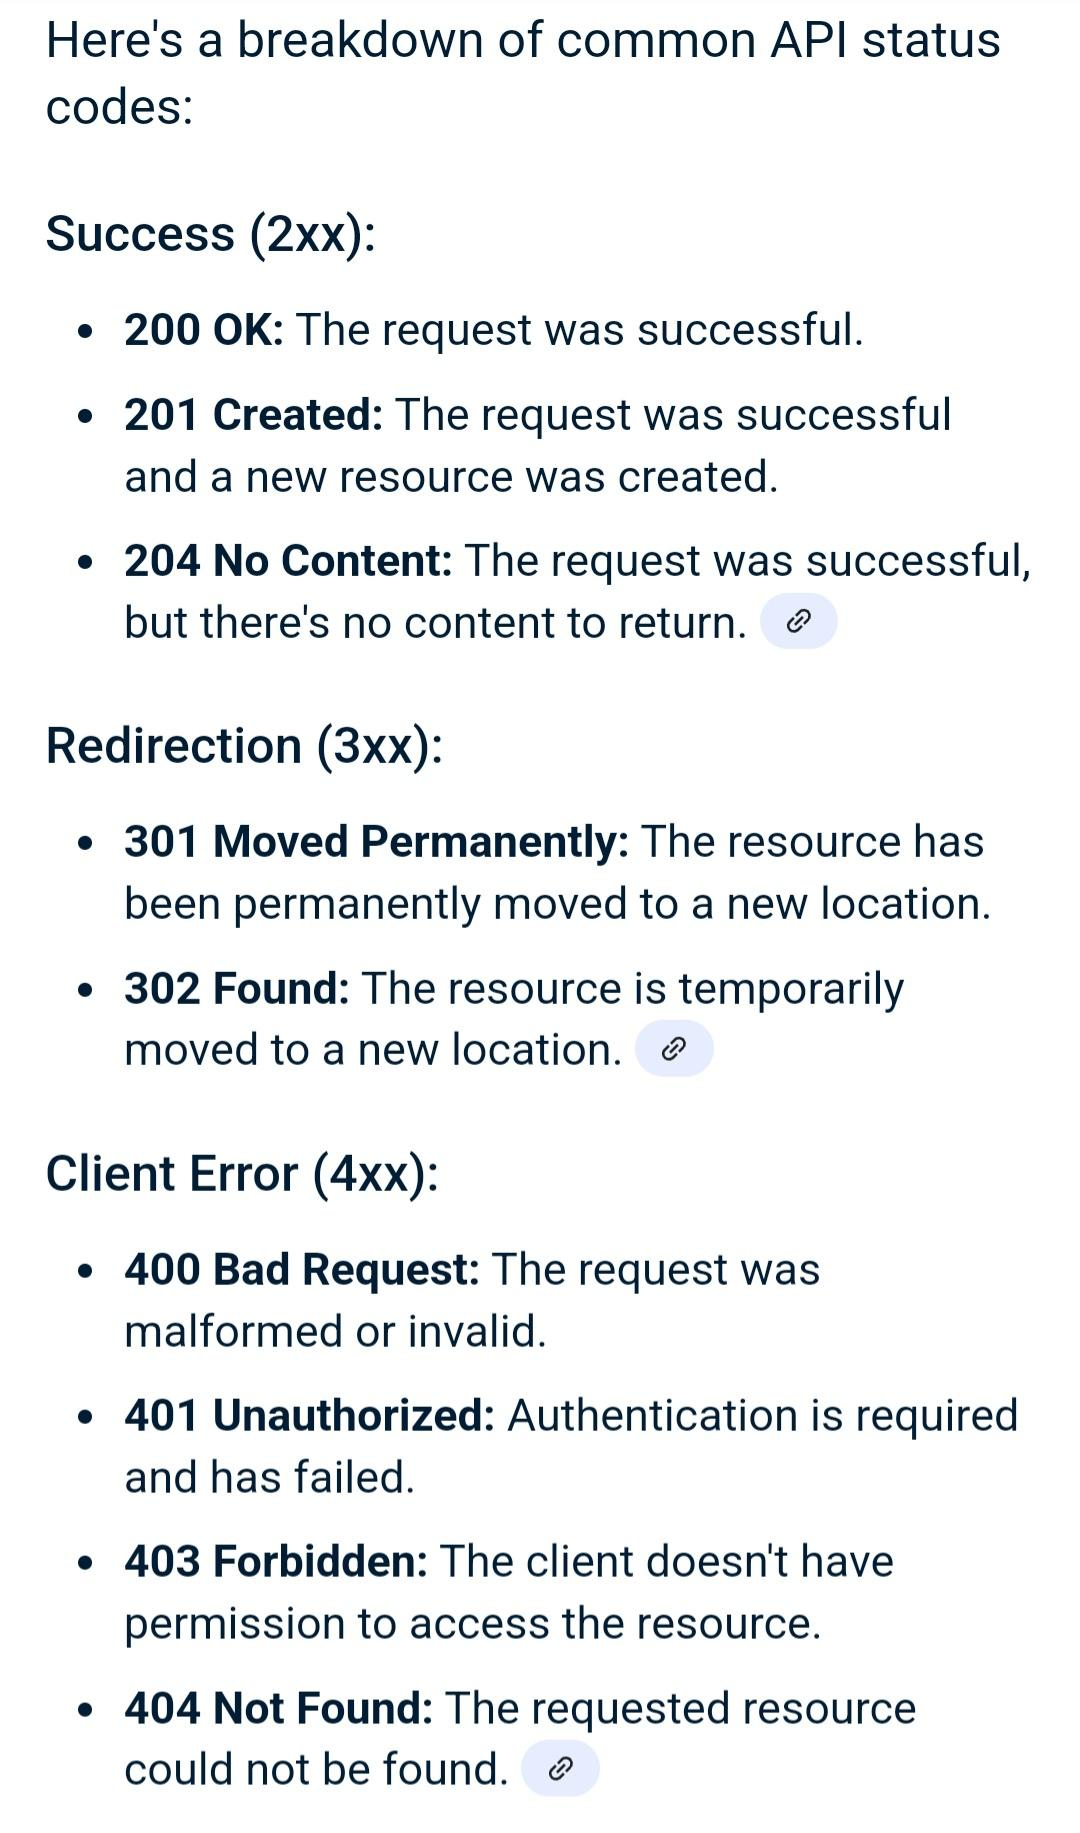 Here's a breakdown of common API status
codes:
Success (2xx):
• 200 OK: The request was successful.
• 201 Created: The request was successful
and a new resource was created.
• 204 No Content: The request was successful,
but there's no content to return.
Redirection (3xx):
• 301 Moved Permanently: The resource has
been permanently moved to a new location.
• 302 Found: The resource is temporarily
moved to a new location.
Client Error (4xx):
• 400 Bad Request: The request was
malformed or invalid.
• 401 Unauthorized: Authentication is required
and has failed.
• 403 Forbidden: The client doesn't have
permission to access the resource.
• 404 Not Found: The requested resource
could not be found.